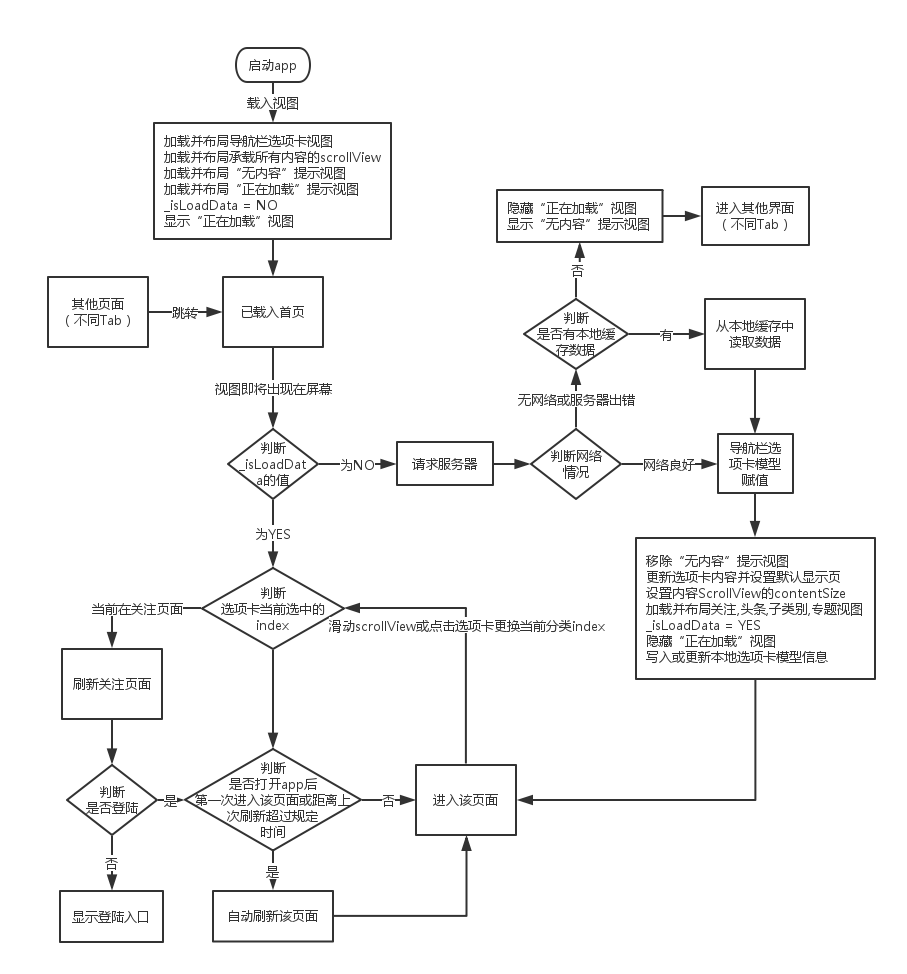 启动app
载入视图
加载并布局导航栏选项卡视图
加载并布局承载所有内容的scrollView
加载并布局“无内容”提示视图
加载并布局“正在加载”提示视图
_isLoadData = NO
显示“正在加载”视图
隐藏“正在加载”视图
显示“无内容”提示视图
进入其他界面
（不同Tab）
否
其他页面
（不同Tab）
跳转
已载入首页
判断
是否有本地缓
存数据
有
从本地缓存中
读取数据
视图即将出现在屏幕
无网络或服务器出错
判断
_isLoadDat
a的值
为NO
请求服务器
判断网络
情况
网络良好
导航栏选
项卡模型
赋值
为YES
移除“无内容”提示视图
更新选项卡内容并设置默认显示页
设置内容ScrollView的contentSize
加载并布局关注,头条,子类别,专题视图
_isLoadData = YES
隐藏“正在加载”视图
写入或更新本地选项卡模型信息
判断
选项卡当前选中的
index
当前在关注页面
滑动scrollView或点击选项卡更换当前分类index
刷新关注页面
判断
是否登陆
是
判断
是否打开app后
第一次进入该页面或距离上
次刷新超过规定
时间
否
进入该页面
否
是
显示登陆入口
自动刷新该页面